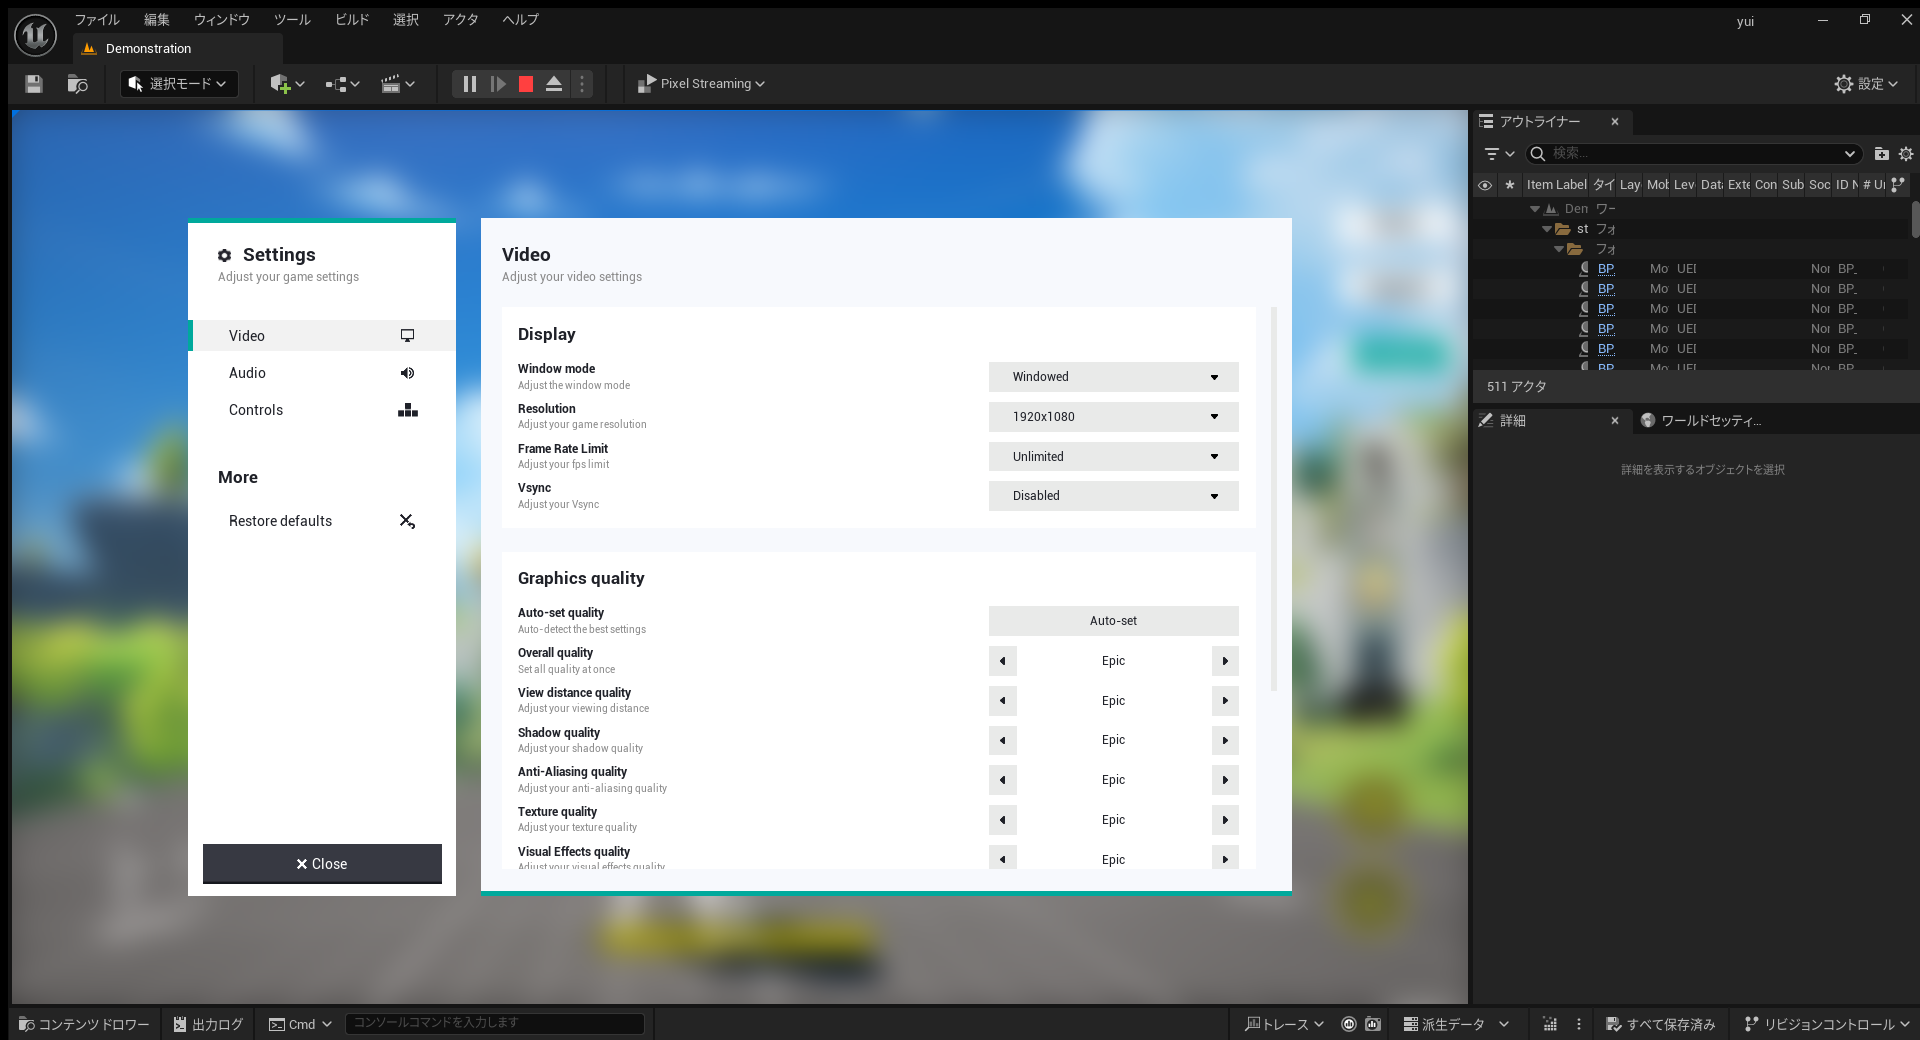 ファイル 編集 ウィンドウ ツール ビルド 選択 アクタ ヘルプ
yui
Demonstration
選択モード
Pixel Streaming
設定
アウトライナー
検索...
Item Label タイ Lay Mob Lev Data Exte Con Sub Soc ID N # Ur
Dem ワー
st フォ
フォ
BP Mo UEI Nor BP_
BP Mo UEI Nor BP_
BP Mo UEI Nor BP_
BP Mo UEI Nor BP_
BP Mo UEI Nor BP_
511 アクタ
詳細
ワールドセッティ...
詳細を表示するオブジェクトを選択
Settings
Adjust your game settings
Video
Audio
Controls
More
Restore defaults
Close
Video
Adjust your video settings
Display
Window mode
Adjust the window mode
Windowed
Resolution
Adjust your game resolution
1920x1080
Frame Rate Limit
Adjust your fps limit
Unlimited
Vsync
Adjust your Vsync
Disabled
Graphics quality
Auto-set quality
Auto-detect the best settings
Auto-set
Overall quality
Set all quality at once
Epic
View distance quality
Adjust your viewing distance
Epic
Shadow quality
Adjust your shadow quality
Epic
Anti-Aliasing quality
Adjust your anti-aliasing quality
Epic
Texture quality
Adjust your texture quality
Epic
Visual Effects quality
Adjust your visual effects quality
Epic
コンテンツ ドロワー
出力ログ
Cmd
コンソールコマンドを入力します
トレース
派生データ
すべて保存済み
リビジョンコントロール